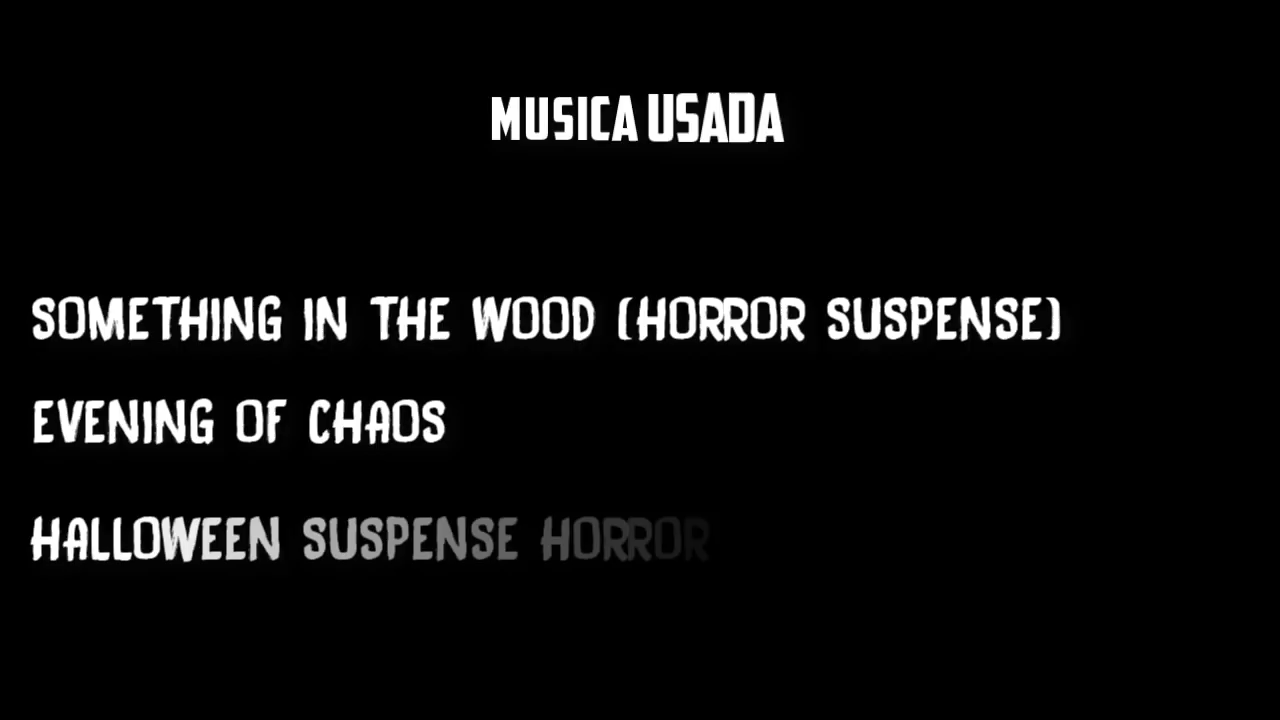 MUSICA USADA
SOMETHING IN THE WOOD (HORROR SUSPENSE)
EVENING OF CHAOS
HALLOWEEN SUSPENSE HORROR